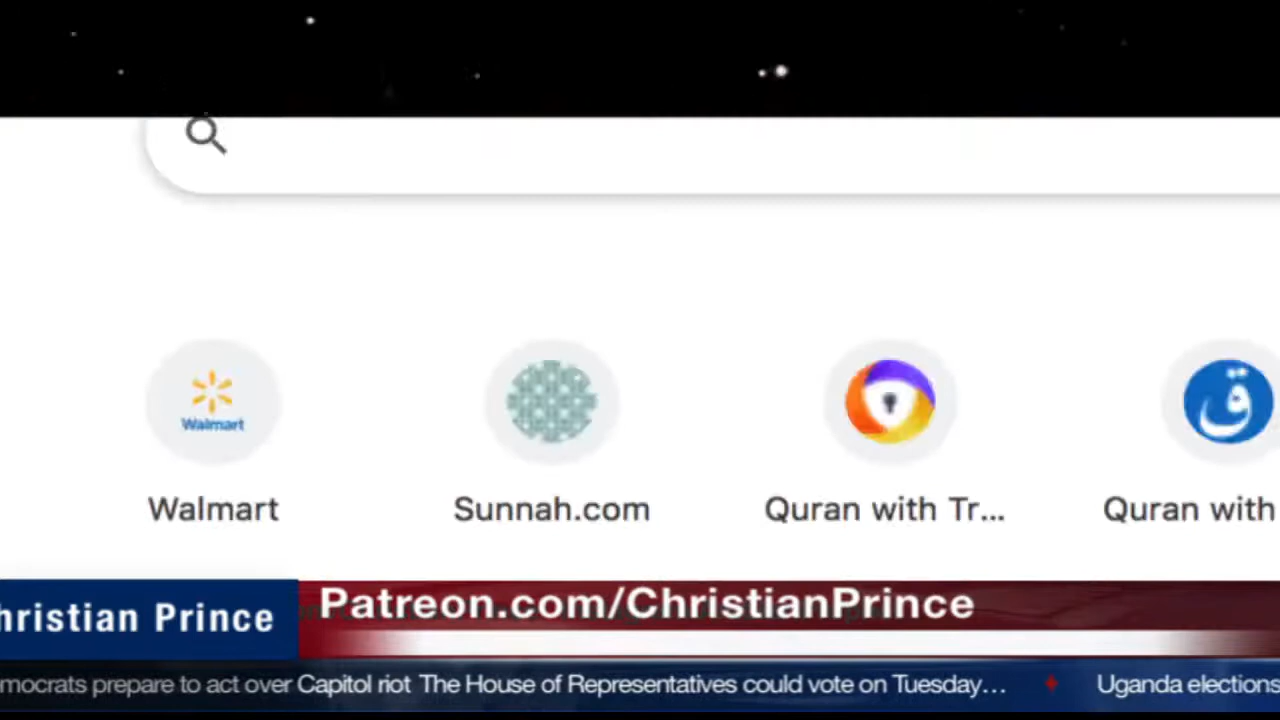 Walmart
Walmart Sunnah.com Quran with Tr... Quran with
ق
hristian Prince
Patreon.com/ChristianPrince
mocrats prepare to act over Capitol riot The House of Representatives could vote on Tuesday... Uganda elections